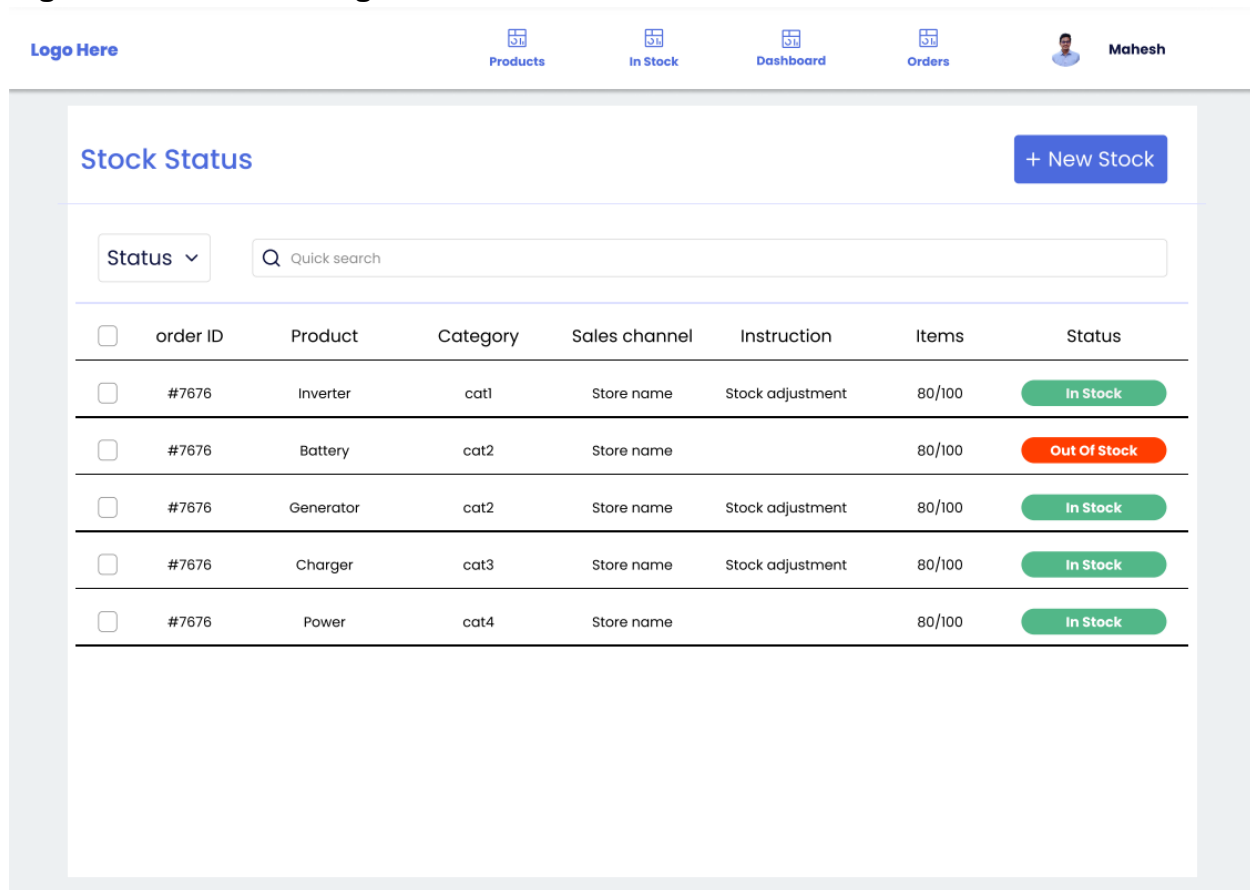 Logo Here
Products In Stock Dashboard Orders Mahesh
Stock Status + New Stock
Status Quick search
order ID Product Category Sales channel Instruction Items Status
#7676 Inverter cat1 Store name Stock adjustment 80/100 In Stock
#7676 Battery cat2 Store name 80/100 Out Of Stock
#7676 Generator cat2 Store name Stock adjustment 80/100 In Stock
#7676 Charger cat3 Store name Stock adjustment 80/100 In Stock
#7676 Power cat4 Store name 80/100 In Stock